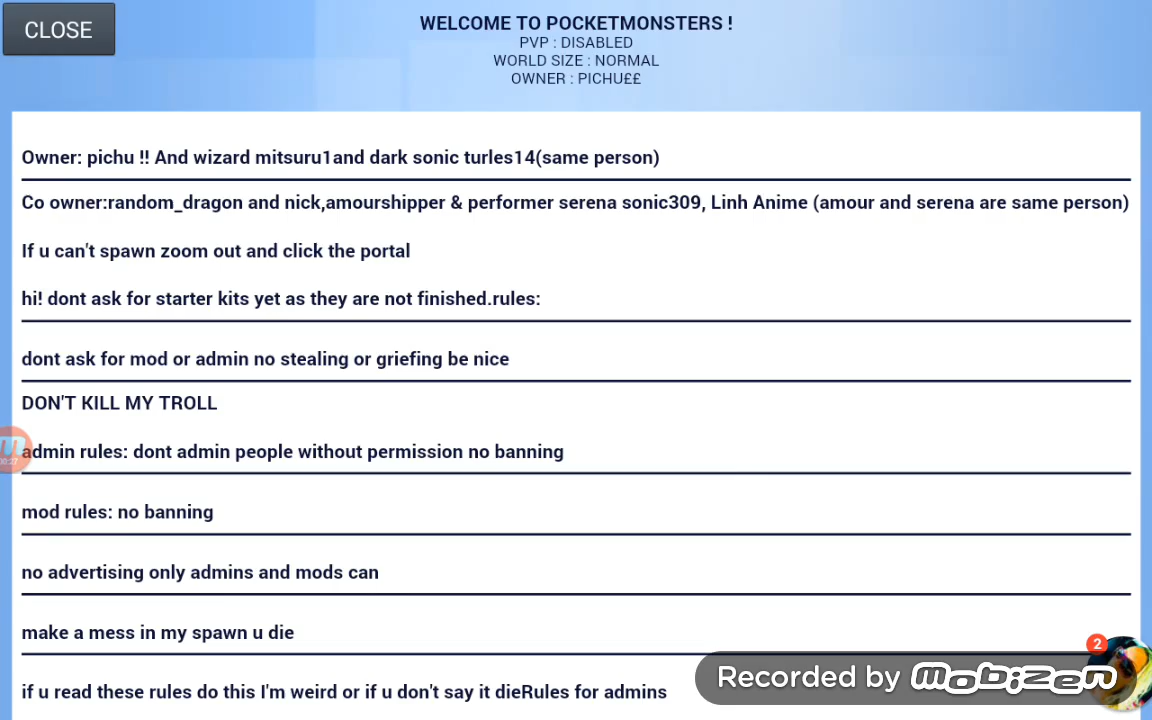 CLOSE
WELCOME TO POCKETMONSTERS !
PVP : DISABLED
WORLD SIZE : NORMAL
OWNER : PICHU££
Owner: pichu !! And wizard mitsuru1and dark sonic turles14(same person)
Co owner:random_dragon and nick,amourshipper & performer serena sonic309, Linh Anime (amour and serena are same person)
If u can't spawn zoom out and click the portal
hi! dont ask for starter kits yet as they are not finished.rules:
dont ask for mod or admin no stealing or griefing be nice
DON'T KILL MY TROLL
admin rules: dont admin people without permission no banning
mod rules: no banning
no advertising only admins and mods can
make a mess in my spawn u die
if u read these rules do this I'm weird or if u don't say it dieRules for admins
2
Recorded by mobizen